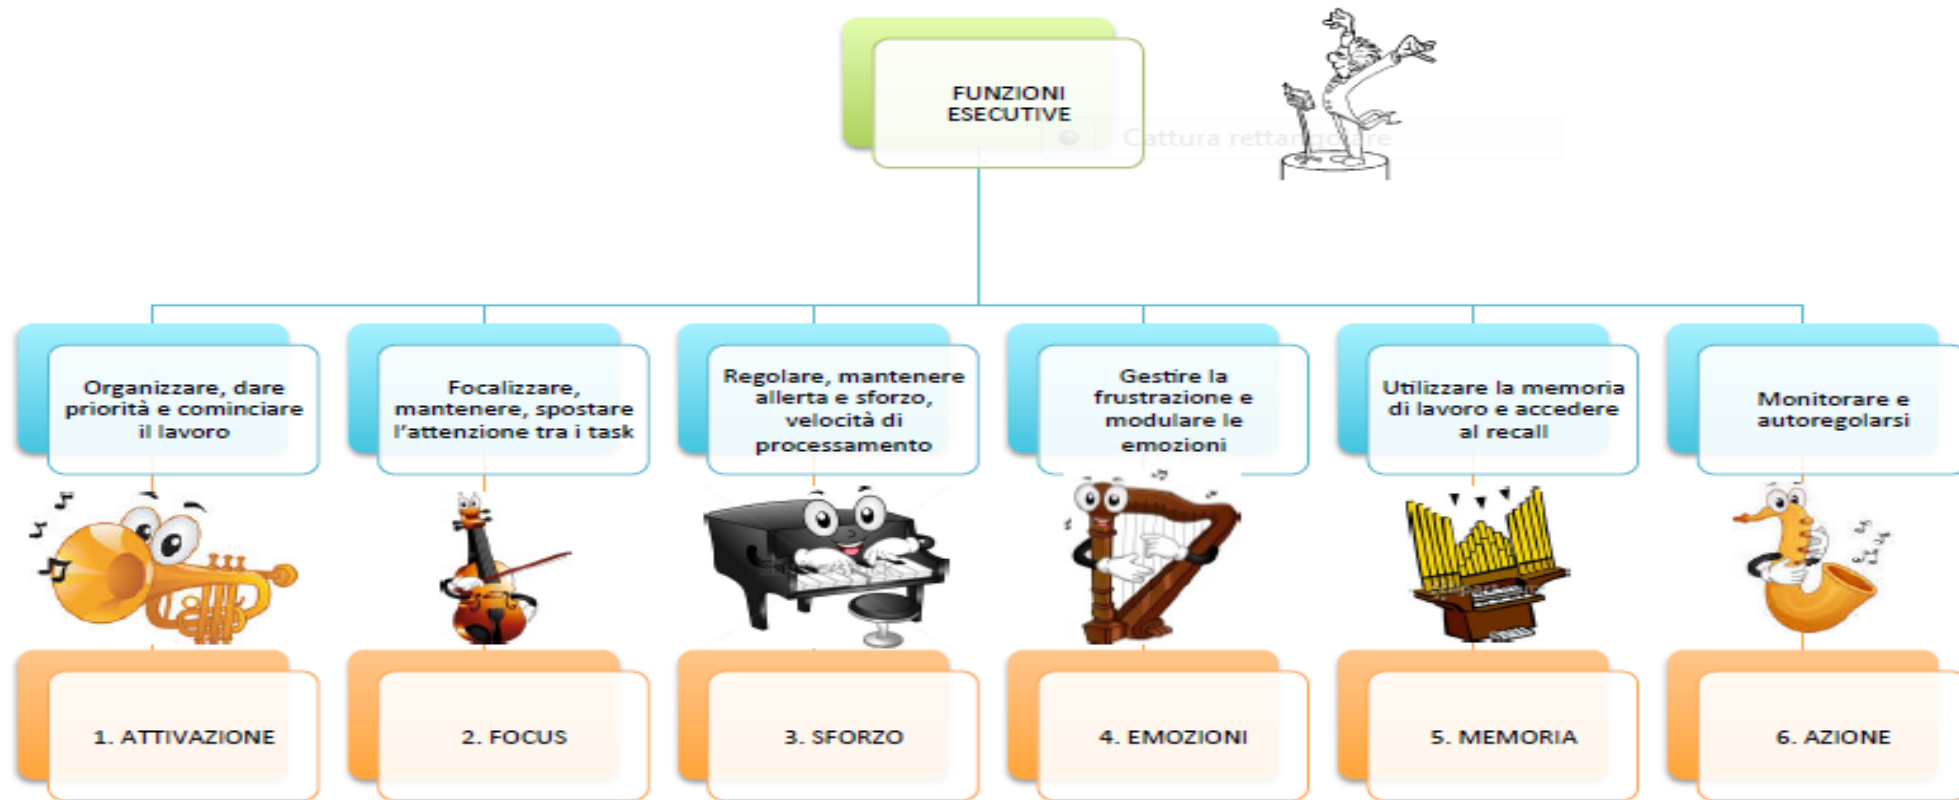 FUNZIONI
ESECUTIVE
Cattura rettangolare
Organizzare, dare
priorità e cominciare
il lavoro
Focalizzare,
mantenere, spostare
l'attenzione tra i task
Regolare, mantenere
allerta e sforzo,
velocità di
processamento
Gestire la
frustrazione e
modulare le
emozioni
Utilizzare la memoria
di lavoro e accedere
al recall
Monitorare e
autoregolarsi
1. ATTIVAZIONE
2. FOCUS
3. SFORZO
4. EMOZIONI
5. MEMORIA
6. AZIONE